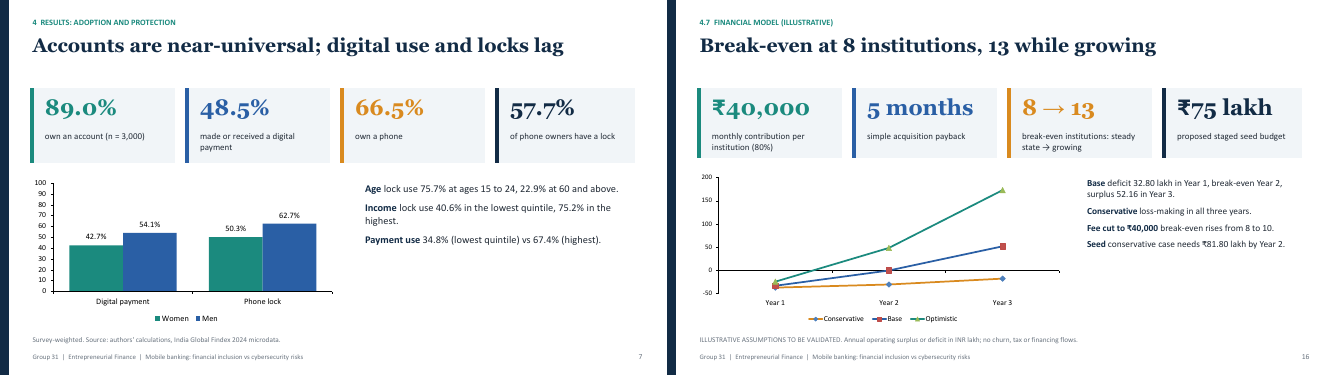 4 RESULTS: ADOPTION AND PROTECTION
Accounts are near-universal; digital use and locks lag
89.0%
own an account (n = 3,000)
48.5%
made or received a digital
payment
66.5%
own a phone
57.7%
of phone owners have a lock
100
90
80
70
60
50
40
30
20
10
0
42.7%
54.1%
50.3%
62.7%
Digital payment
Phone lock
Women
Men
Age lock use 75.7% at ages 15 to 24, 22.9% at 60 and above.
Income lock use 40.6% in the lowest quintile, 75.2% in the
highest.
Payment use 34.8% (lowest quintile) vs 67.4% (highest).
Survey-weighted. Source: authors' calculations, India Global Findex 2024 microdata.
Group 31 | Entrepreneurial Finance | Mobile banking: financial inclusion vs cybersecurity risks
7
4.7 FINANCIAL MODEL (ILLUSTRATIVE)
Break-even at 8 institutions, 13 while growing
₹40,000
monthly contribution per
institution (80%)
5 months
simple acquisition payback
8 → 13
break-even institutions: steady
state → growing
₹75 lakh
proposed staged seed budget
200
150
100
50
0
-50
Year 1
Year 2
Year 3
Conservative
Base
Optimistic
Base deficit 32.80 lakh in Year 1, break-even Year 2,
surplus 52.16 in Year 3.
Conservative loss-making in all three years.
Fee cut to ₹40,000 break-even rises from 8 to 10.
Seed conservative case needs ₹81.80 lakh by Year 2.
ILLUSTRATIVE ASSUMPTIONS TO BE VALIDATED. Annual operating surplus or deficit in INR lakh; no churn, tax or financing flows.
Group 31 | Entrepreneurial Finance | Mobile banking: financial inclusion vs cybersecurity risks
16